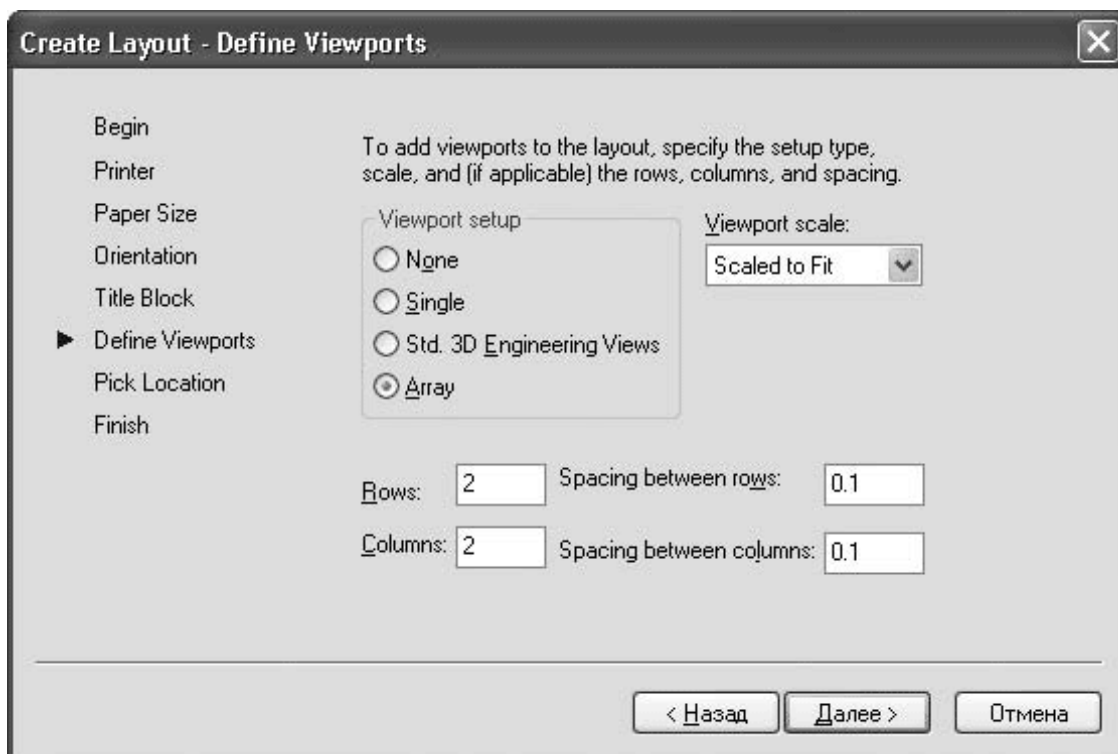 Create Layout - Define Viewports
Begin
Printer
Paper Size
Orientation
Title Block
Define Viewports
Pick Location
Finish
To add viewports to the layout, specify the setup type,
scale, and (if applicable) the rows, columns, and spacing.
Viewport setup
None
Single
Std. 3D Engineering Views
Array
Viewport scale:
Scaled to Fit
Rows: 2 Spacing between rows: 0.1
Columns: 2 Spacing between columns: 0.1
< Назад Далее > Отмена